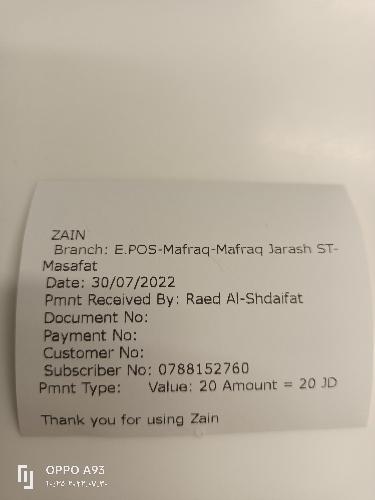 ZAIN
Branch: E.POS-Mafraq-Mafraq Jarash ST-
Masafat
Date: 30/07/2022
Pmnt Received By: Raed Al-Shdaifat
Document No:
Payment No:
Customer No:
Subscriber No: 0788152760
Pmnt Type: Value: 20 Amount = 20 JD
Thank you for using Zain
OPPO A93